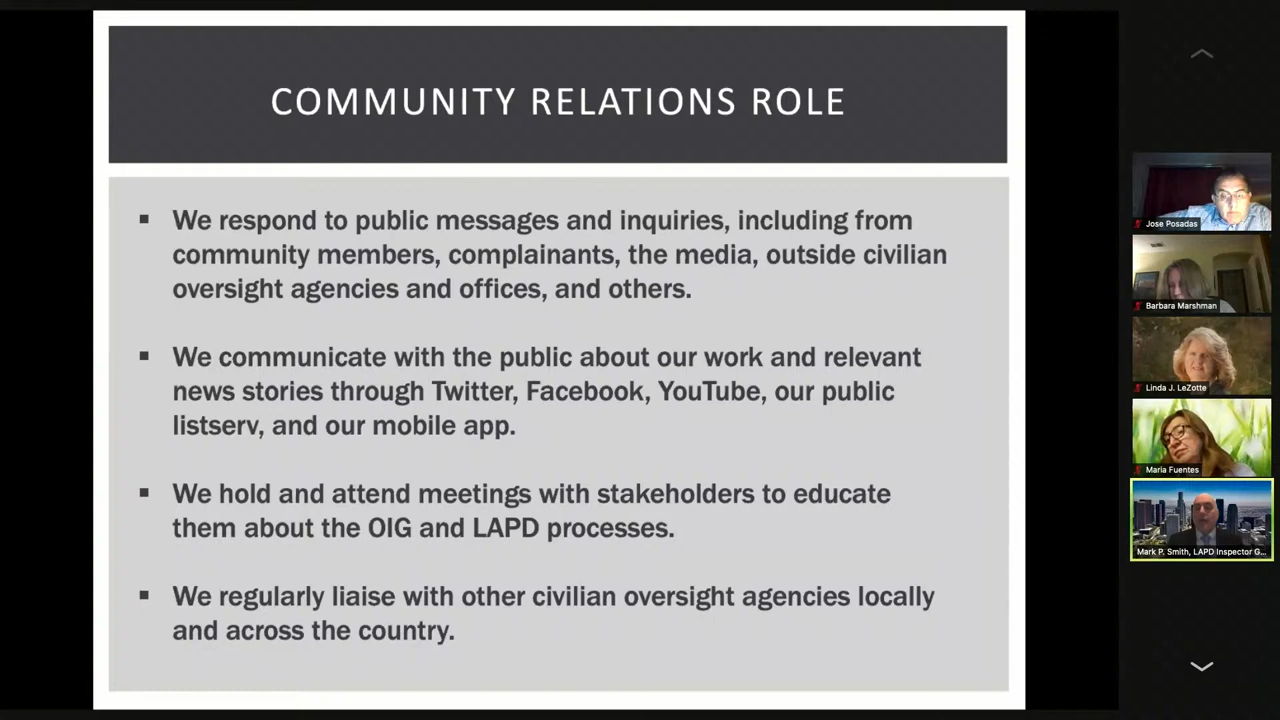 COMMUNITY RELATIONS ROLE
▪ We respond to public messages and inquiries, including from
community members, complainants, the media, outside civilian
oversight agencies and offices, and others.
▪ We communicate with the public about our work and relevant
news stories through Twitter, Facebook, YouTube, our public
listserv, and our mobile app.
▪ We hold and attend meetings with stakeholders to educate
them about the OIG and LAPD processes.
▪ We regularly liaise with other civilian oversight agencies locally
and across the country.
Jose Posadas
Barbara Marshman
Linda J. LeZotte
Maria Fuentes
Mark P. Smith, LAPD Inspector G...